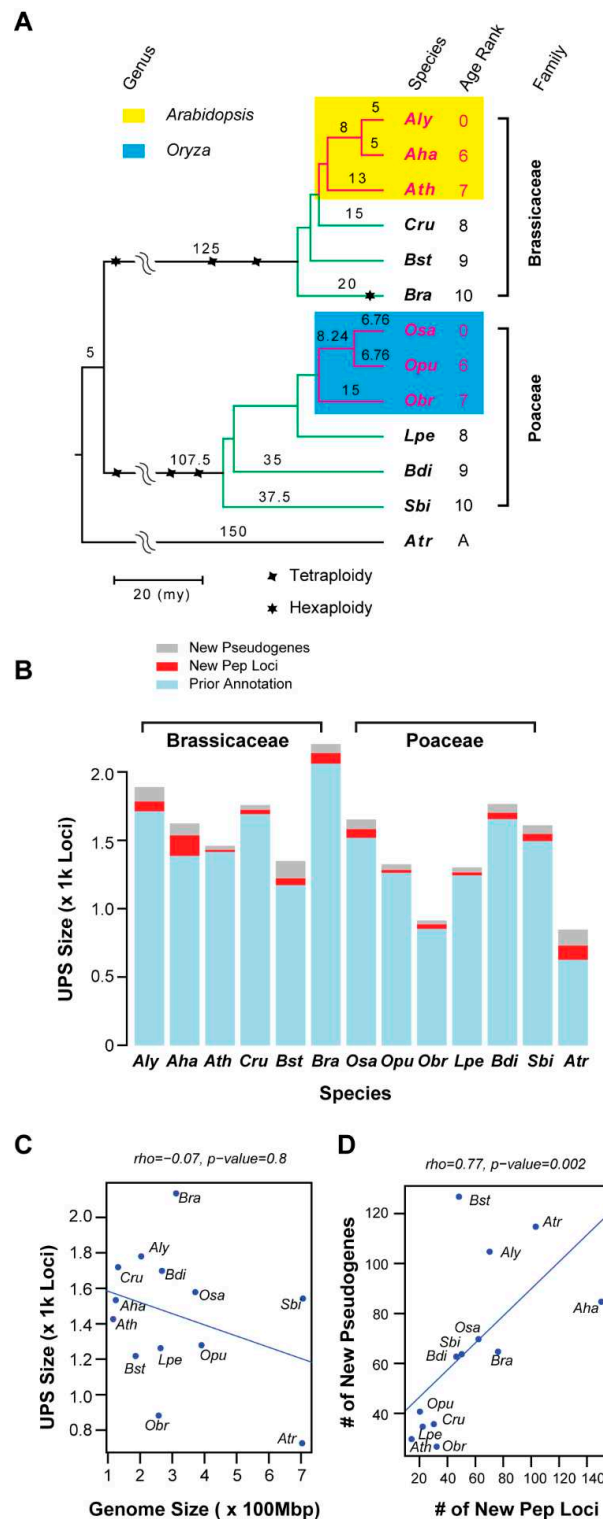 A
Genus
Species
Age Rank
Family
Arabidopsis
Oryza
5
8
Aly 0
5
Aha 6
13
Ath 7
15
Cru 8
125
Bst 9
20
Bra 10
Brassicaceae
6.76
Osa 0
8.24
5
6.76
Opu 6
15
Obr 7
Lpe 8
107.5
35
Bdi 9
37.5
Sbi 10
Poaceae
150
Atr A
20 (my)
Tetraploidy
Hexaploidy
New Pseudogenes
New Pep Loci
Prior Annotation
B
Brassicaceae
Poaceae
UPS Size (x 1k Loci)
2.0
1.5
1.0
0.5
0
Aly Aha Ath Cru Bst Bra Osa Opu Obr Lpe Bdi Sbi Atr
Species
C
rho=−0.07, p−value=0.8
UPS Size (x 1k Loci)
2.0
1.8
1.6
1.4
1.2
1.0
0.8
Bra
Aly
Cru
Bdi
Aha
Osa
Sbi
Ath
Bst
Lpe
Opu
Obr
Atr
1 2 3 4 5 6 7
Genome Size ( x 100Mbp)
D
rho=0.77, p−value=0.002
# of New Pseudogenes
120
100
80
60
40
Bst
Atr
Aly
Aha
Osa
Sbi
Bdi
Bra
Opu
Cru
Lpe
Ath
Obr
20 40 60 80 100 120 150
# of New Pep Loci